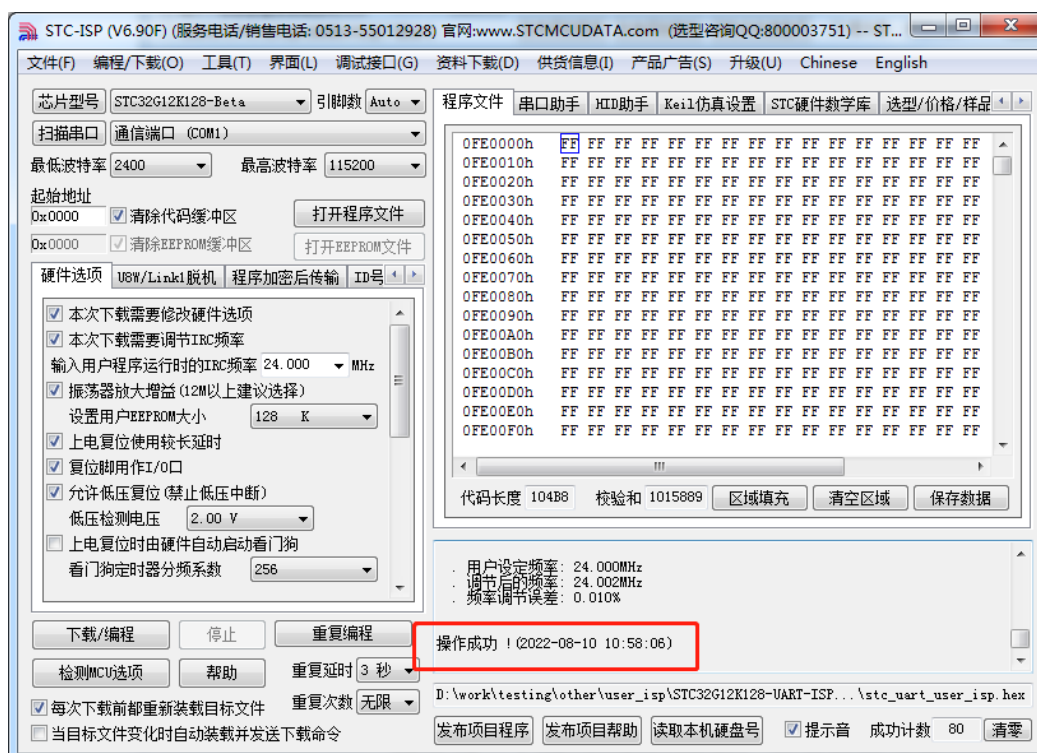 STC-ISP (V6.90F) (服务电话/销售电话: 0513-55012928) 官网:www.STCMCUDATA.com (选型咨询QQ:800003751) -- ST...
文件(F) 编程/下载(O) 工具(T) 界面(L) 调试接口(G) 资料下载(D) 供货信息(I) 产品广告(S) 升级(U) Chinese English
芯片型号 STC32G12K128-Beta 引脚数 Auto
扫描串口 通信端口 (COM1)
最低波特率 2400 最高波特率 115200
起始地址
0x0000 清除代码缓冲区 打开程序文件
0x0000 清除EEPROM缓冲区 打开EEPROM文件
硬件选项 U8W/Link1脱机 程序加密后传输 ID号
本次下载需要修改硬件选项
本次下载需要调节IRC频率
输入用户程序运行时的IRC频率 24.000 MHz
振荡器放大增益(12M以上建议选择)
设置用户EEPROM大小 128 K
上电复位使用较长延时
复位脚用作I/O口
允许低压复位(禁止低压中断)
低压检测电压 2.00 V
上电复位时由硬件自动启动看门狗
看门狗定时器分频系数 256
下载/编程 停止 重复编程
检测MCU选项 帮助 重复延时 3 秒
每次下载前都重新装载目标文件 重复次数 无限
当目标文件变化时自动装载并发送下载命令
程序文件 串口助手 HID助手 Keil仿真设置 STC硬件数学库 选型/价格/样品
0FE0000h FF FF FF FF FF FF FF FF FF FF FF FF FF FF FF FF
0FE0010h FF FF FF FF FF FF FF FF FF FF FF FF FF FF FF FF
0FE0020h FF FF FF FF FF FF FF FF FF FF FF FF FF FF FF FF
0FE0030h FF FF FF FF FF FF FF FF FF FF FF FF FF FF FF FF
0FE0040h FF FF FF FF FF FF FF FF FF FF FF FF FF FF FF FF
0FE0050h FF FF FF FF FF FF FF FF FF FF FF FF FF FF FF FF
0FE0060h FF FF FF FF FF FF FF FF FF FF FF FF FF FF FF FF
0FE0070h FF FF FF FF FF FF FF FF FF FF FF FF FF FF FF FF
0FE0080h FF FF FF FF FF FF FF FF FF FF FF FF FF FF FF FF
0FE0090h FF FF FF FF FF FF FF FF FF FF FF FF FF FF FF FF
0FE00A0h FF FF FF FF FF FF FF FF FF FF FF FF FF FF FF FF
0FE00B0h FF FF FF FF FF FF FF FF FF FF FF FF FF FF FF FF
0FE00C0h FF FF FF FF FF FF FF FF FF FF FF FF FF FF FF FF
0FE00D0h FF FF FF FF FF FF FF FF FF FF FF FF FF FF FF FF
0FE00E0h FF FF FF FF FF FF FF FF FF FF FF FF FF FF FF FF
0FE00F0h FF FF FF FF FF FF FF FF FF FF FF FF FF FF FF FF
代码长度 104B8 校验和 1015889 区域填充 清空区域 保存数据
. 用户设定频率: 24.000MHz
. 调节后的频率: 24.002MHz
. 频率调节误差: 0.010%
操作成功 !(2022-08-10 10:58:06)
D:\work\testing\other\user_isp\STC32G12K128-UART-ISP...\stc_uart_user_isp.hex
发布项目程序 发布项目帮助 读取本机硬盘号 提示音 成功计数 80 清零